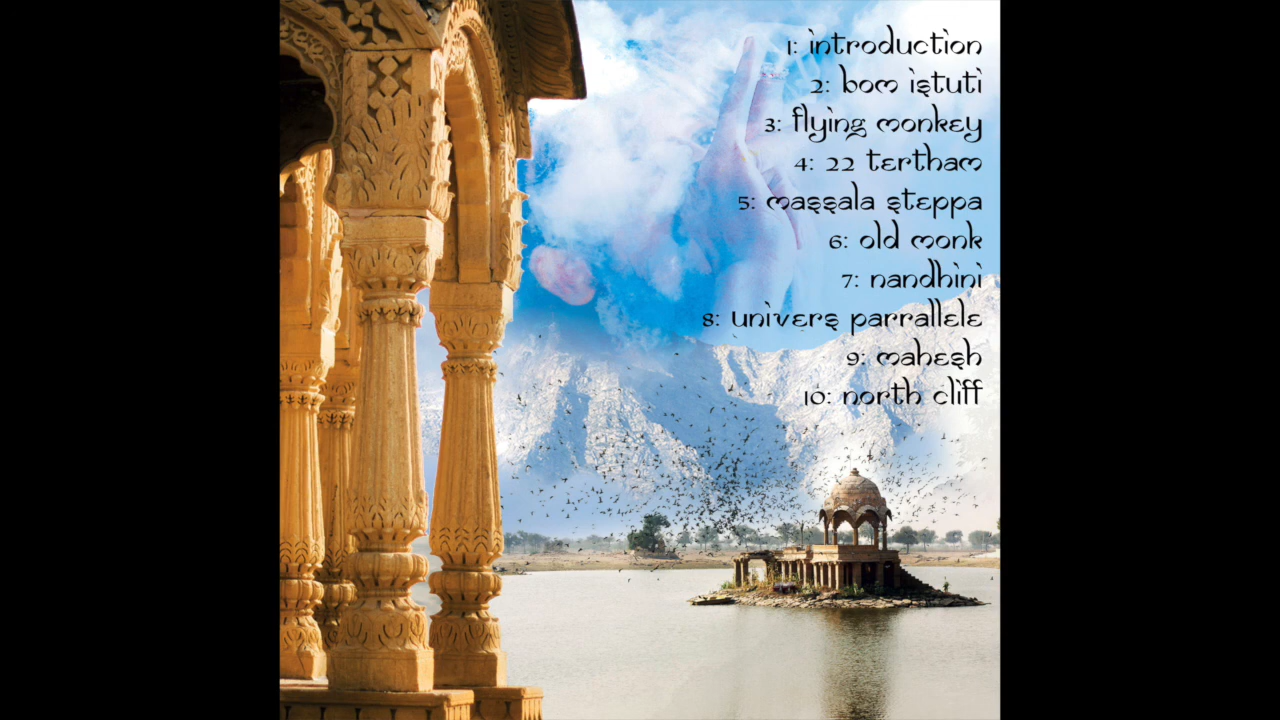 1: introduction
2: bom istuti
3: flying monkey
4: 22 tertham
5: massala steppa
6: old monk
7: nandhini
8: univers parrallele
9: mahesh
10: north cliff